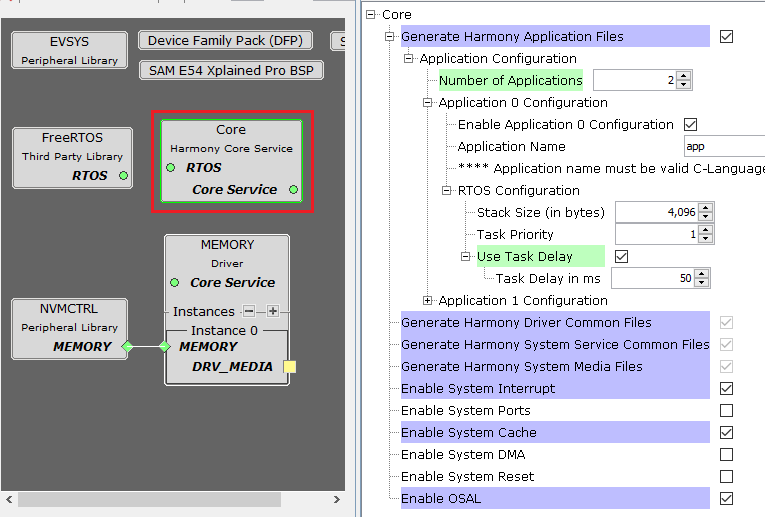 EVSYS
Peripheral Library
Device Family Pack (DFP)
S
SAM E54 Xplained Pro BSP
FreeRTOS
Third Party Library
RTOS
Core
Harmony Core Service
RTOS
Core Service
MEMORY
Driver
Core Service
Instances
Instance 0
MEMORY
DRV_MEDIA
NVMCTRL
Peripheral Library
MEMORY
Core
Generate Harmony Application Files
Application Configuration
Number of Applications 2
Application 0 Configuration
Enable Application 0 Configuration
Application Name app
**** Application name must be valid C-Language
RTOS Configuration
Stack Size (in bytes) 4,096
Task Priority 1
Use Task Delay
Task Delay in ms 50
Application 1 Configuration
Generate Harmony Driver Common Files
Generate Harmony System Service Common Files
Generate Harmony System Media Files
Enable System Interrupt
Enable System Ports
Enable System Cache
Enable System DMA
Enable System Reset
Enable OSAL